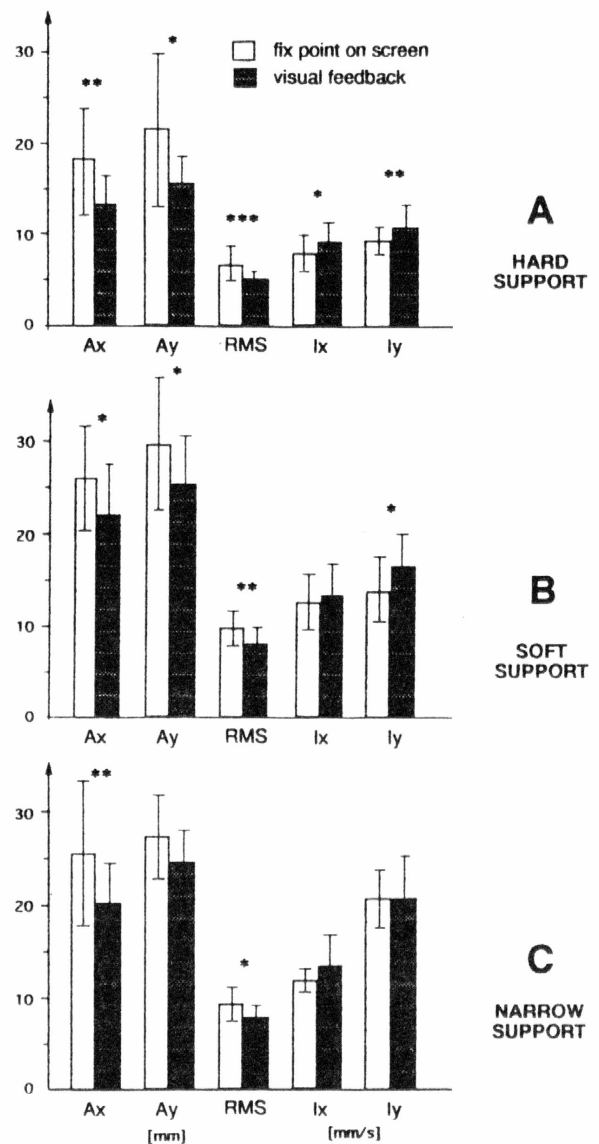 30
20
10
0
** * *** * **
fix point on screen
visual feedback
Ax Ay RMS Ix Iy
A
HARD
SUPPORT
30
20
10
0
* * ** *
Ax Ay RMS Ix Iy
B
SOFT
SUPPORT
30
20
10
0
** *
Ax Ay RMS Ix Iy
[mm] [mm/s]
C
NARROW
SUPPORT